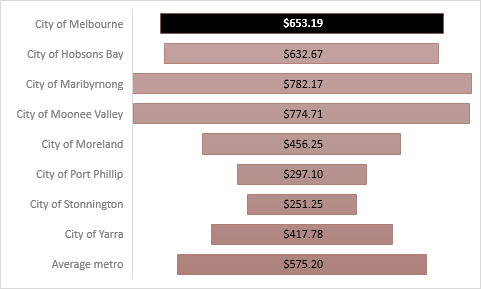 City of Melbourne $653.19
City of Hobsons Bay $632.67
City of Maribyrnong $782.17
City of Moonee Valley $774.71
City of Moreland $456.25
City of Port Phillip $297.10
City of Stonnington $251.25
City of Yarra $417.78
Average metro $575.20